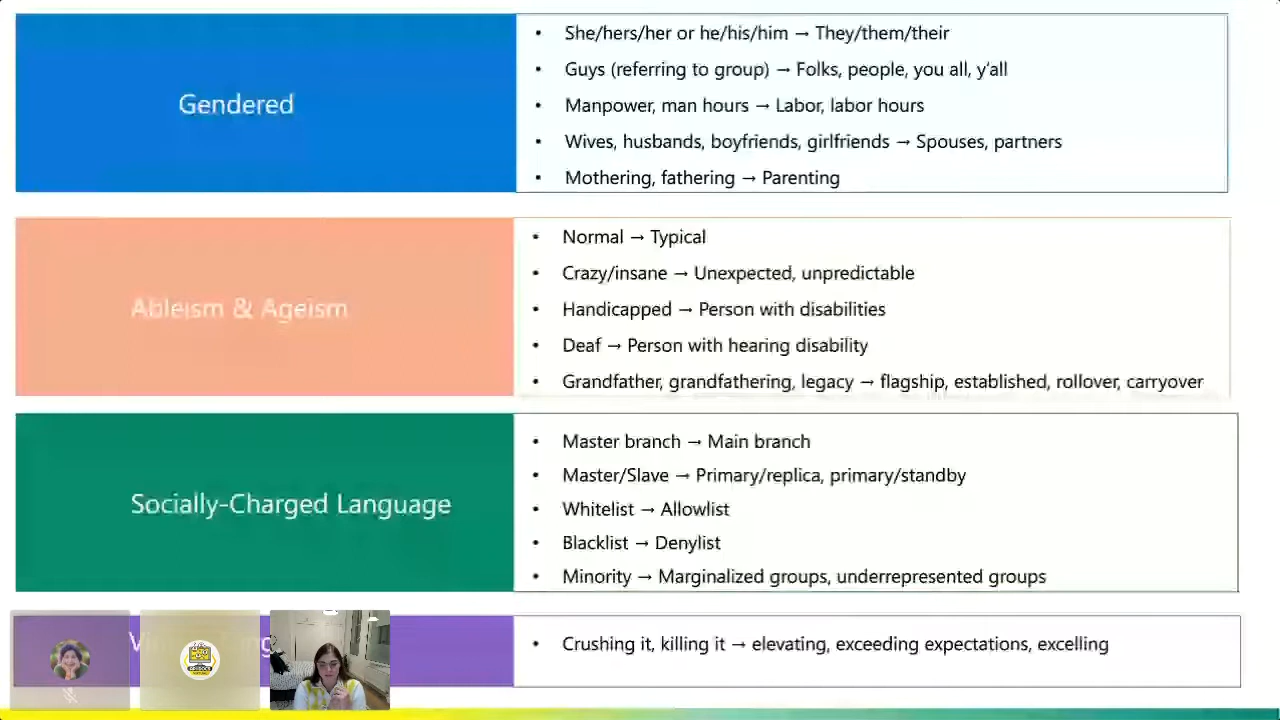 Gendered
• She/hers/her or he/his/him → They/them/their
• Guys (referring to group) → Folks, people, you all, y'all
• Manpower, man hours → Labor, labor hours
• Wives, husbands, boyfriends, girlfriends → Spouses, partners
• Mothering, fathering → Parenting
Ableism & Ageism
• Normal → Typical
• Crazy/insane → Unexpected, unpredictable
• Handicapped → Person with disabilities
• Deaf → Person with hearing disability
• Grandfather, grandfathering, legacy → flagship, established, rollover, carryover
Socially-Charged Language
• Master branch → Main branch
• Master/Slave → Primary/replica, primary/standby
• Whitelist → Allowlist
• Blacklist → Denylist
• Minority → Marginalized groups, underrepresented groups
• Crushing it, killing it → elevating, exceeding expectations, excelling